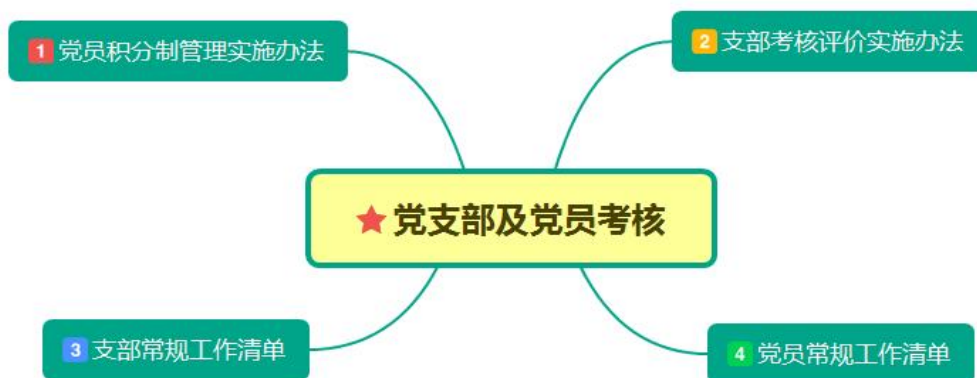 1 党员积分制管理实施办法
2 支部考核评价实施办法
党支部及党员考核
3 支部常规工作清单
4 党员常规工作清单